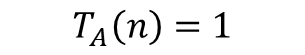 T_A(n) = 1